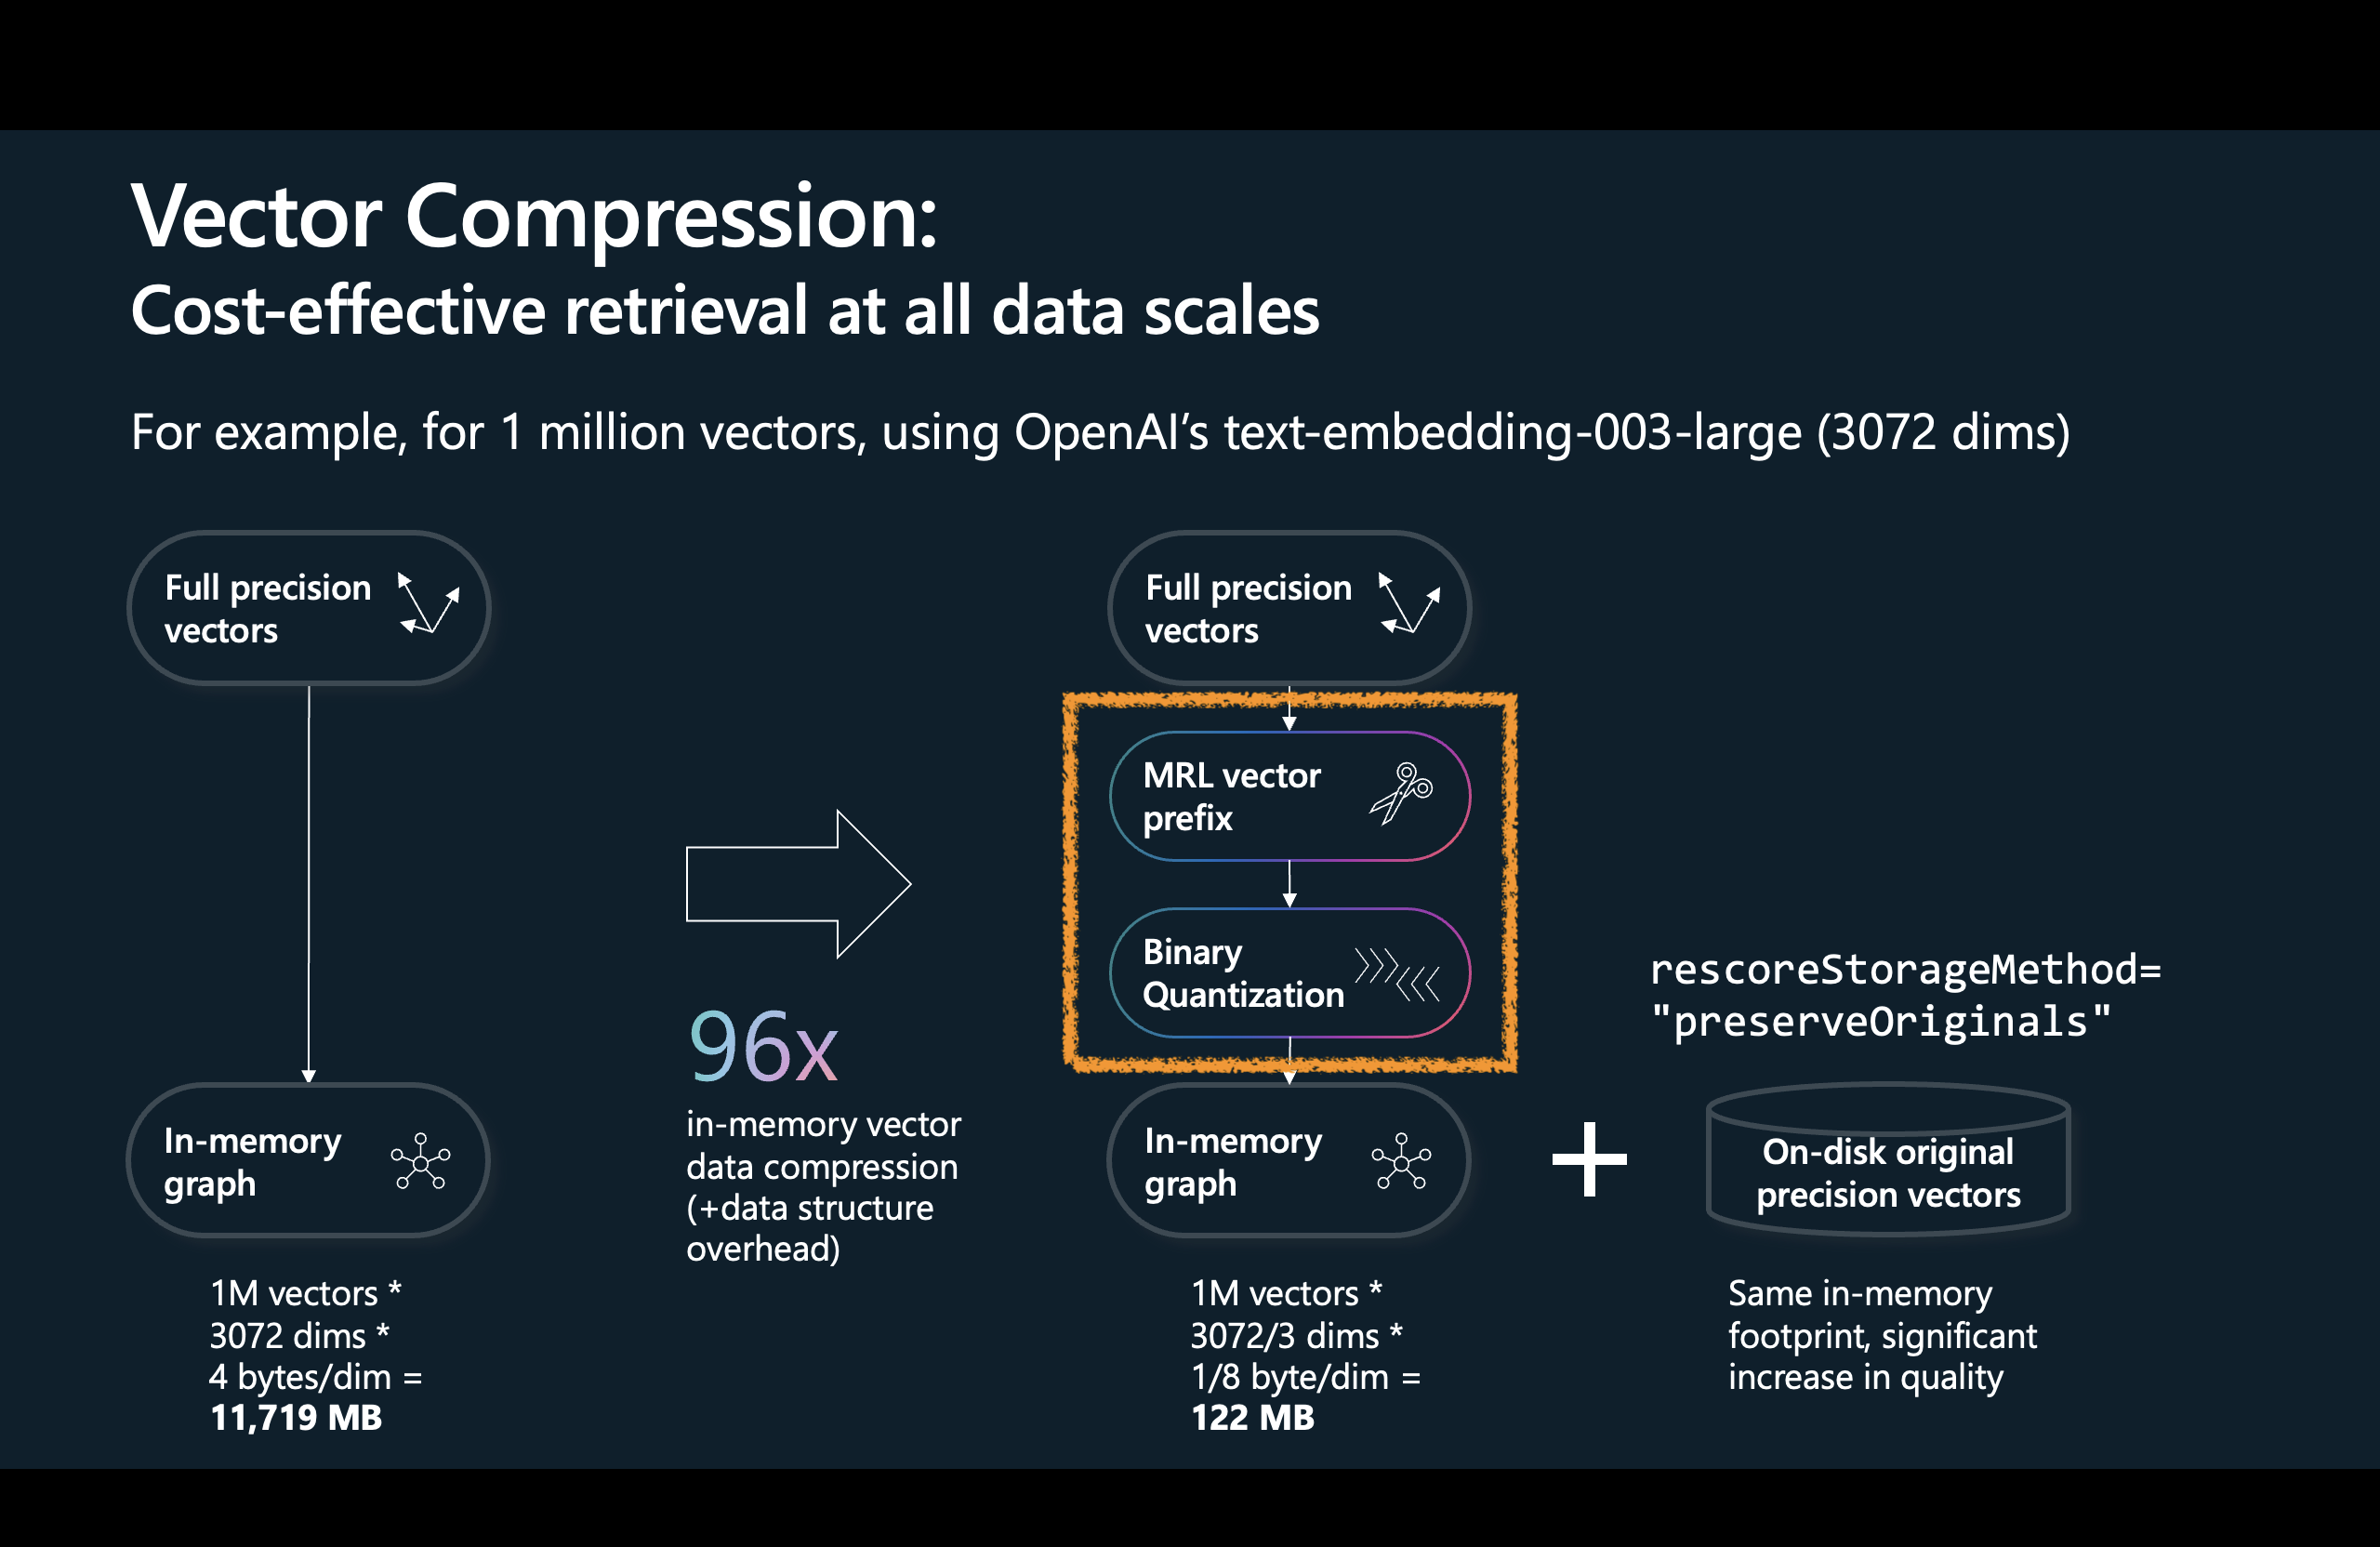 Vector Compression:
Cost-effective retrieval at all data scales
For example, for 1 million vectors, using OpenAI’s text-embedding-003-large (3072 dims)
Full precision
vectors
In-memory
graph
1M vectors *
3072 dims *
4 bytes/dim =
11,719 MB
96x
in-memory vector
data compression
(+data structure
overhead)
Full precision
vectors
MRL vector
prefix
Binary
Quantization
In-memory
graph
1M vectors *
3072/3 dims *
1/8 byte/dim =
122 MB
+
rescoreStorageMethod=
"preserveOriginals"
On-disk original
precision vectors
Same in-memory
footprint, significant
increase in quality